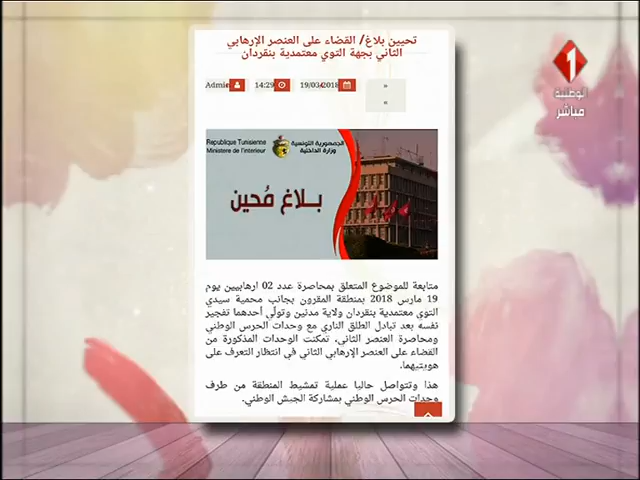 تحيين بلاغ/ القضاء على العنصر الإرهابي
الثاني بجهة التوي معتمدية بنقردان
Admin 14:29 19/03/2018 »
«
الوطنية
1
مباشر
Republique Tunisienne الجمهورية التونسية
Ministere de l'interieur وزارة الداخلية
بلاغ مُحين
متابعة للموضوع المتعلق بمحاصرة عدد 02 ارهابيين يوم
19 مارس 2018 بمنطقة المقرون بجانب محمية سيدي
التوي معتمدية بنقردان ولاية مدنين وتولّي أحدهما تفجير
نفسه بعد تبادل الطلق الناري مع وحدات الحرس الوطني
ومحاصرة العنصر الثاني، تمكنت الوحدات المذكورة من
القضاء على العنصر الإرهابي الثاني في انتظار التعرف على
هويتيهما.
هذا وتتواصل حاليا عملية تمشيط المنطقة من طرف
وحدات الحرس الوطني بمشاركة الجيش الوطني.